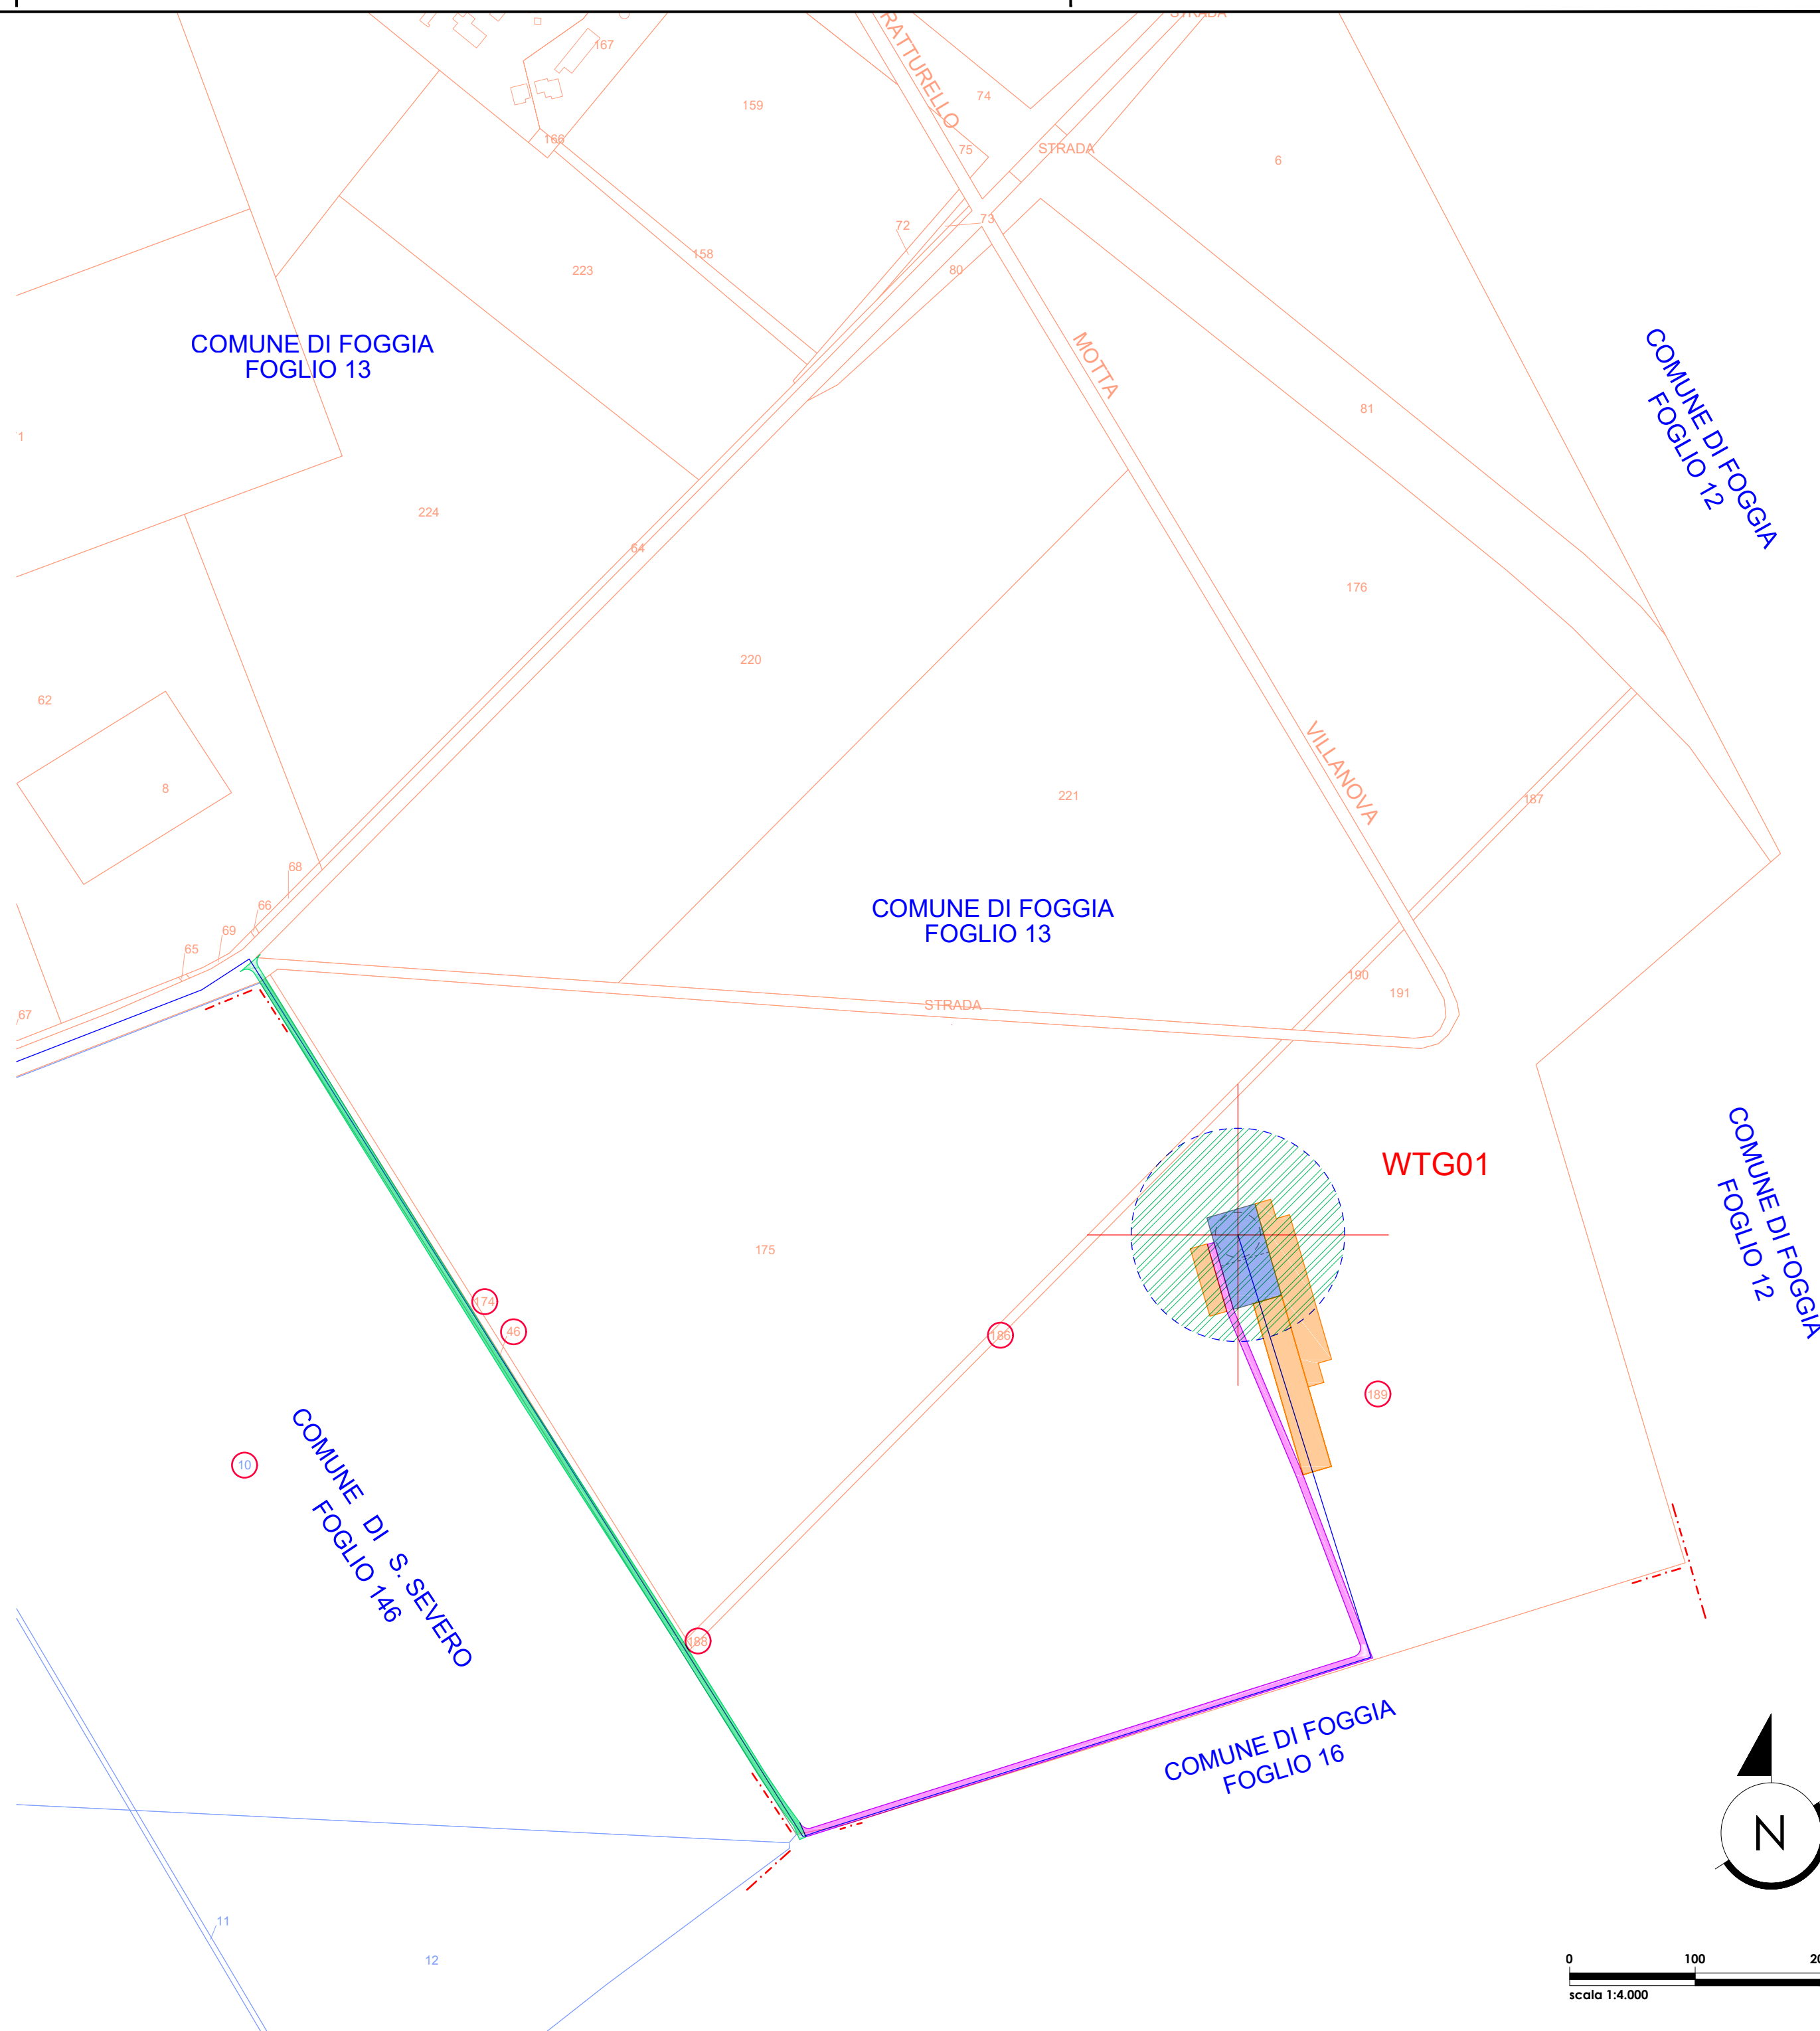 STRADA
RATTURELLO
167
159
74
166
75
STRADA
6
72
73
158
80
223
COMUNE DI FOGGIA
FOGLIO 13
MOTTA
COMUNE DI FOGGIA
FOGLIO 12
81
1
224
64
176
220
62
VILLANOVA
8
221
187
68
66
COMUNE DI FOGGIA
FOGLIO 13
69
65
190
191
67
STRADA
WTG01
COMUNE DI FOGGIA
FOGLIO 12
175
174
46
186
189
10
COMUNE DI S. SEVERO
FOGLIO 146
188
COMUNE DI FOGGIA
FOGLIO 16
N
11
12
0 100
scala 1:4.000